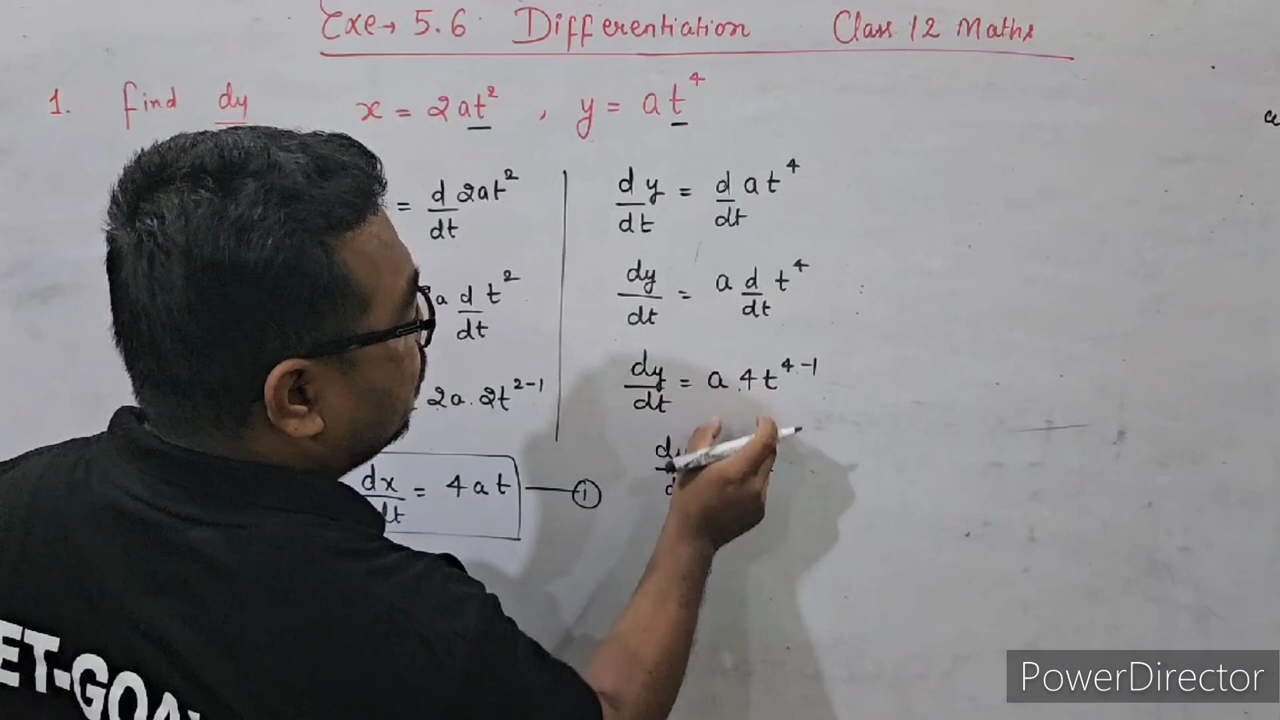 Exe→ 5.6 Differentiation Class 12 Maths
1. find dy x = 2at² , y = at⁴
= d/dt 2at²
a d/dt t²
2a.2t²⁻¹
dx/dt = 4at — ①
d/dt y = d/dt at⁴
dy/dt = a d/dt t⁴
dy/dt = a.4t⁴⁻¹
ET-GOA
PowerDirector